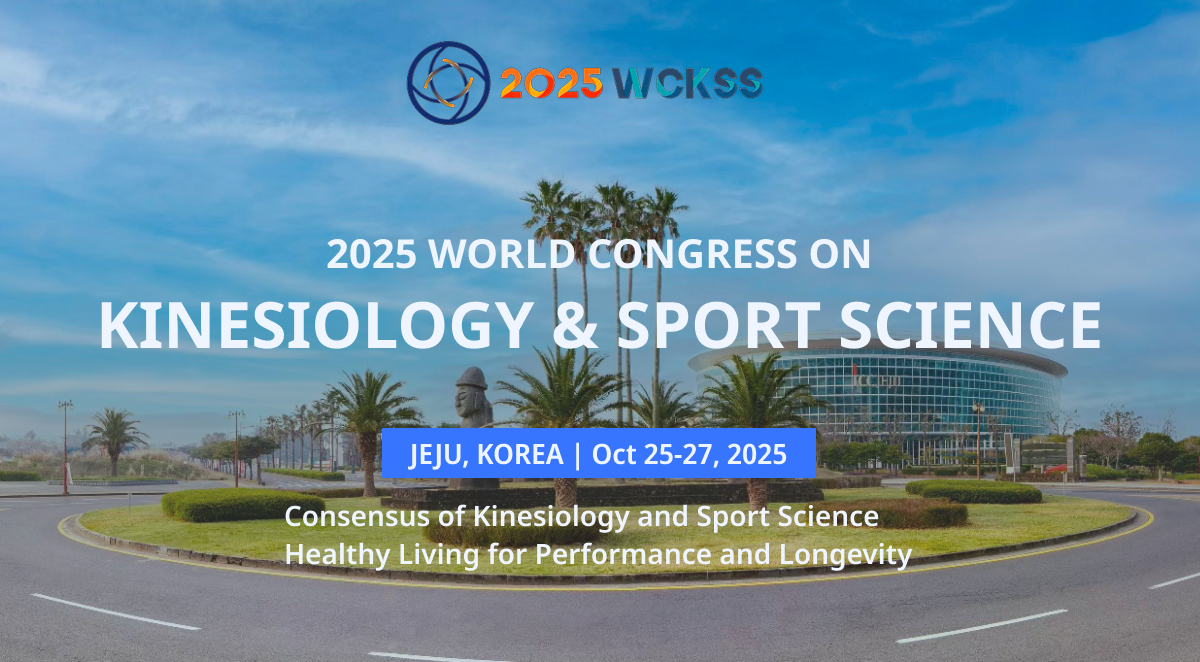 2025 WCKSS
2025 WORLD CONGRESS ON
KINESIOLOGY & SPORT SCIENCE
JEJU, KOREA | Oct 25-27, 2025
Consensus of Kinesiology and Sport Science
Healthy Living for Performance and Longevity